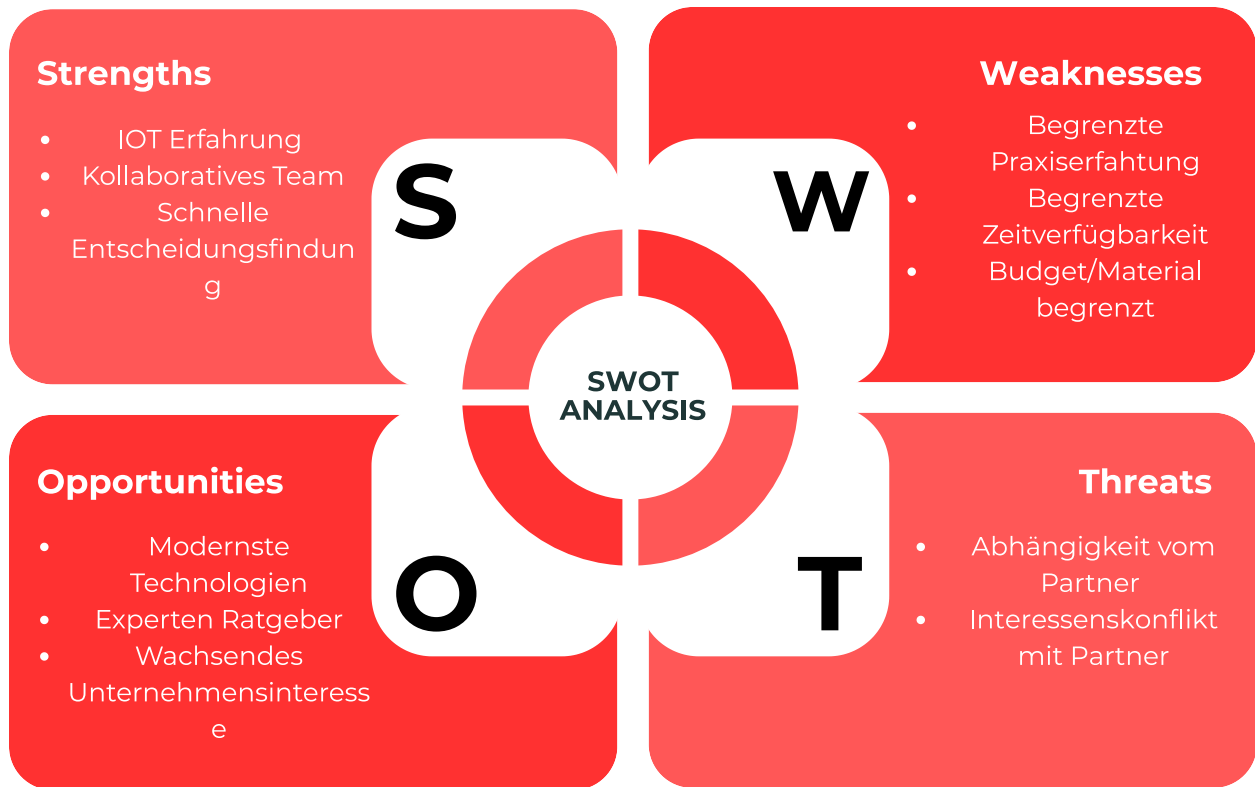 Strengths
• IOT Erfahrung
• Kollaboratives Team
• Schnelle
Entscheidungsfindun
g
S
Weaknesses
• Begrenzte
Praxiserfahtung
• Begrenzte
Zeitverfügbarkeit
• Budget/Material
begrenzt
W
SWOT
ANALYSIS
Opportunities
• Modernste
Technologien
• Experten Ratgeber
• Wachsendes
Unternehmensinteress
e
O
Threats
• Abhängigkeit vom
Partner
• Interessenskonflikt
mit Partner
T